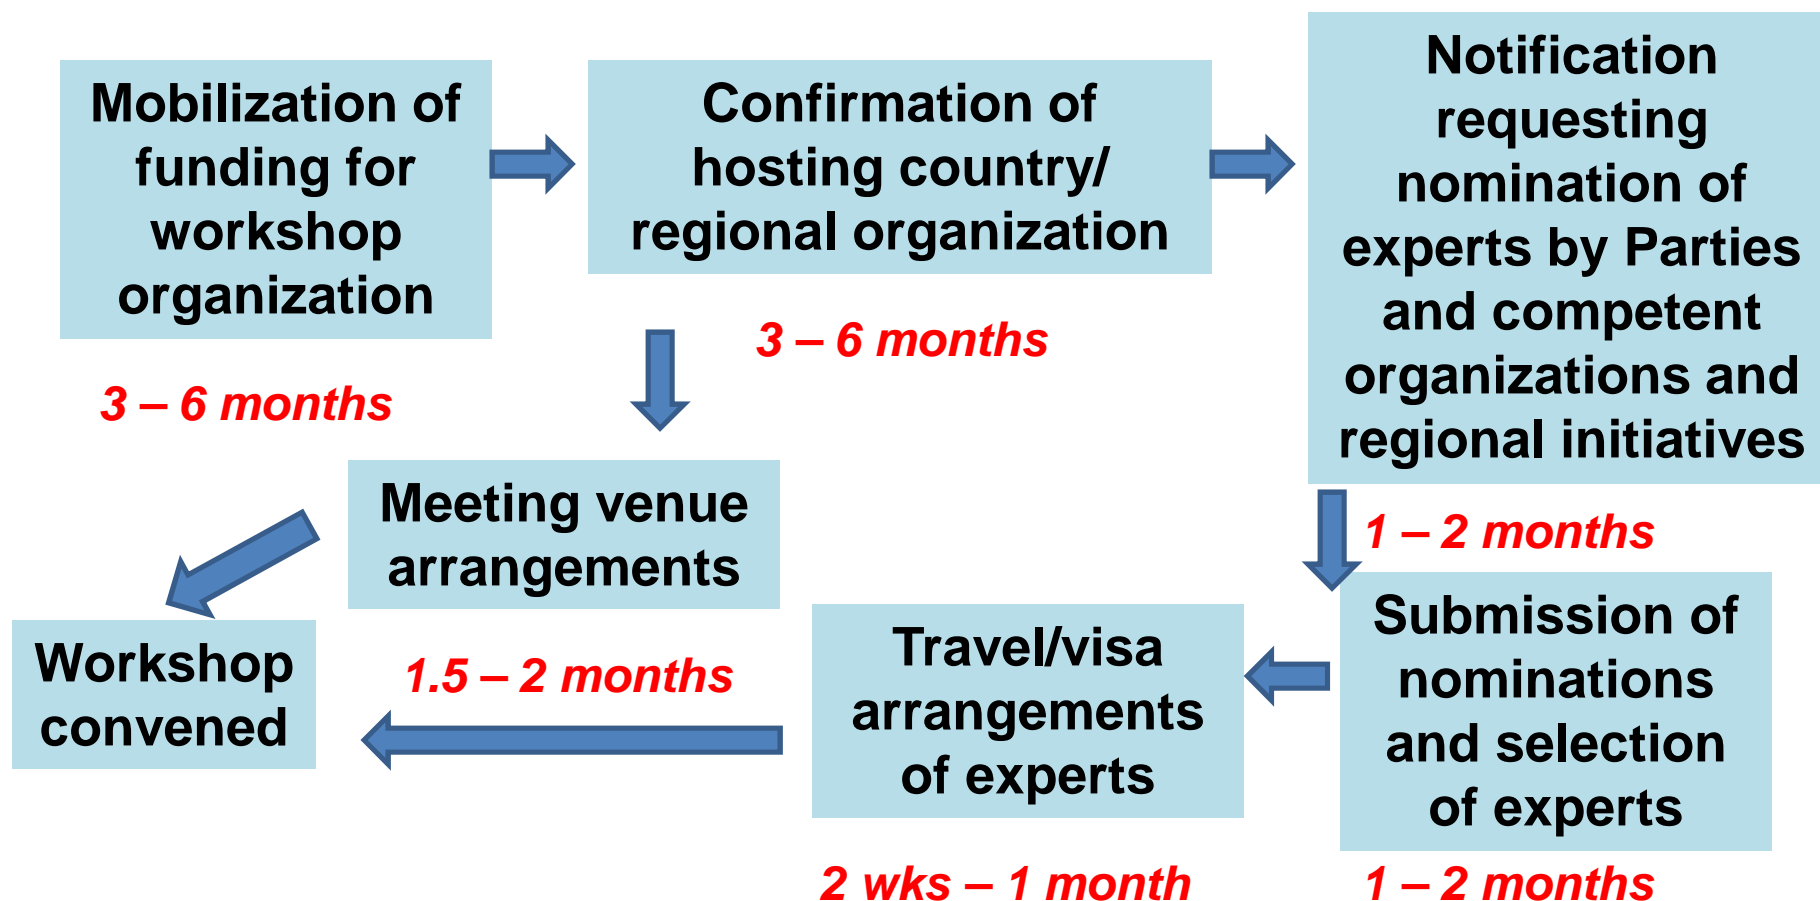 Mobilization of
funding for
workshop
organization
3 – 6 months
Confirmation of
hosting country/
regional organization
3 – 6 months
Notification
requesting
nomination of
experts by Parties
and competent
organizations and
regional initiatives
1 – 2 months
Submission of
nominations
and selection
of experts
1 – 2 months
Travel/visa
arrangements
of experts
2 wks – 1 month
Meeting venue
arrangements
1.5 – 2 months
Workshop
convened